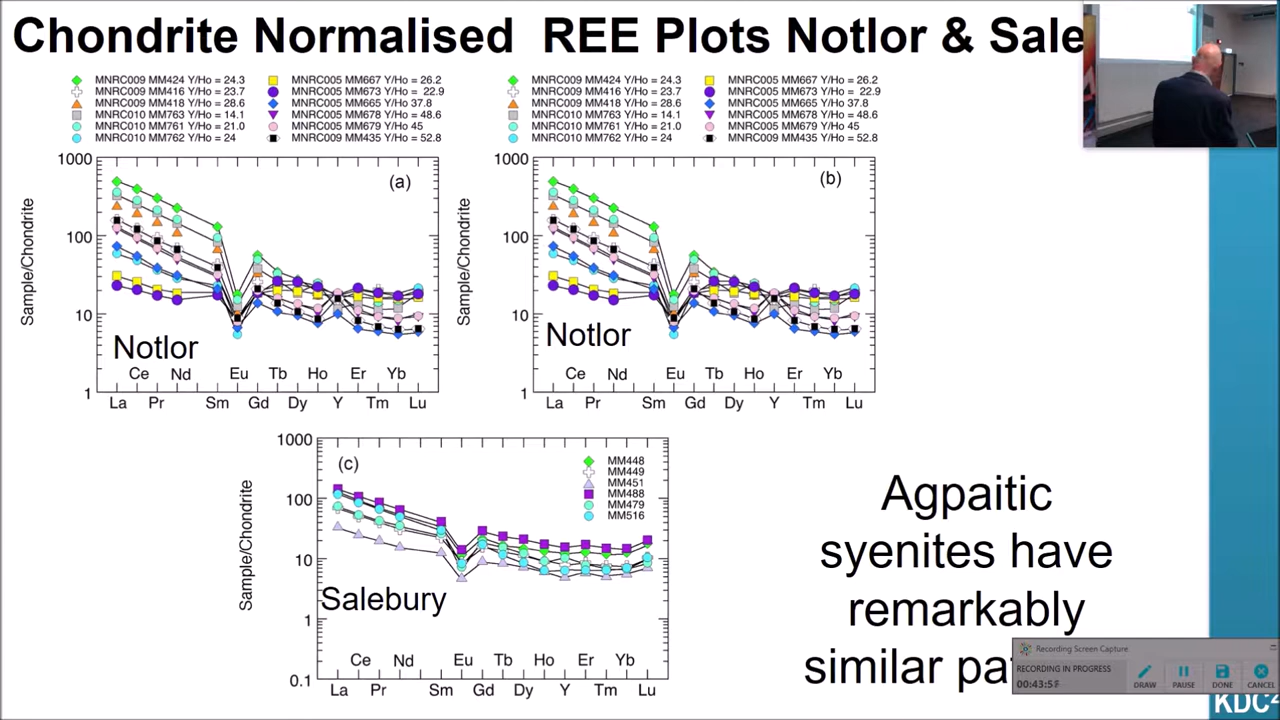 Chondrite Normalised REE Plots Notlor & Sale
MNRC009 MM424 Y/Ho = 24.3
MNRC009 MM416 Y/Ho = 23.7
MNRC009 MM418 Y/Ho = 28.6
MNRC010 MM763 Y/Ho = 14.1
MNRC010 MM761 Y/Ho = 21.0
MNRC010 MM762 Y/Ho = 24
MNRC005 MM667 Y/Ho = 26.2
MNRC005 MM673 Y/Ho = 22.9
MNRC005 MM665 Y/Ho 37.8
MNRC005 MM678 Y/Ho = 48.6
MNRC005 MM679 Y/Ho 45
MNRC009 MM435 Y/Ho = 52.8
MNRC009 MM424 Y/Ho = 24.3
MNRC009 MM416 Y/Ho = 23.7
MNRC009 MM418 Y/Ho = 28.6
MNRC010 MM763 Y/Ho = 14.1
MNRC010 MM761 Y/Ho = 21.0
MNRC010 MM762 Y/Ho = 24
MNRC005 MM667 Y/Ho = 26.2
MNRC005 MM673 Y/Ho = 22.9
MNRC005 MM665 Y/Ho 37.8
MNRC005 MM678 Y/Ho = 48.6
MNRC005 MM679 Y/Ho 45
MNRC009 MM435 Y/Ho = 52.8
Sample/Chondrite
1000
100
10
1
(a)
Notlor
Ce Nd Eu Tb Ho Er Yb
La Pr Sm Gd Dy Y Tm Lu
Sample/Chondrite
1000
100
10
1
(b)
Notlor
Ce Nd Eu Tb Ho Er Yb
La Pr Sm Gd Dy Y Tm Lu
Sample/Chondrite
1000
100
10
1
0.1
(c)
MM448
MM449
MM451
MM488
MM479
MM516
Salebury
Ce Nd Eu Tb Ho Er Yb
La Pr Sm Gd Dy Y Tm Lu
Agpaitic
syenites have
remarkably
similar pa
Recording Screen Capture
RECORDING IN PROGRESS
00:43:5
DRAW PAUSE DONE CANCEL
KDC²